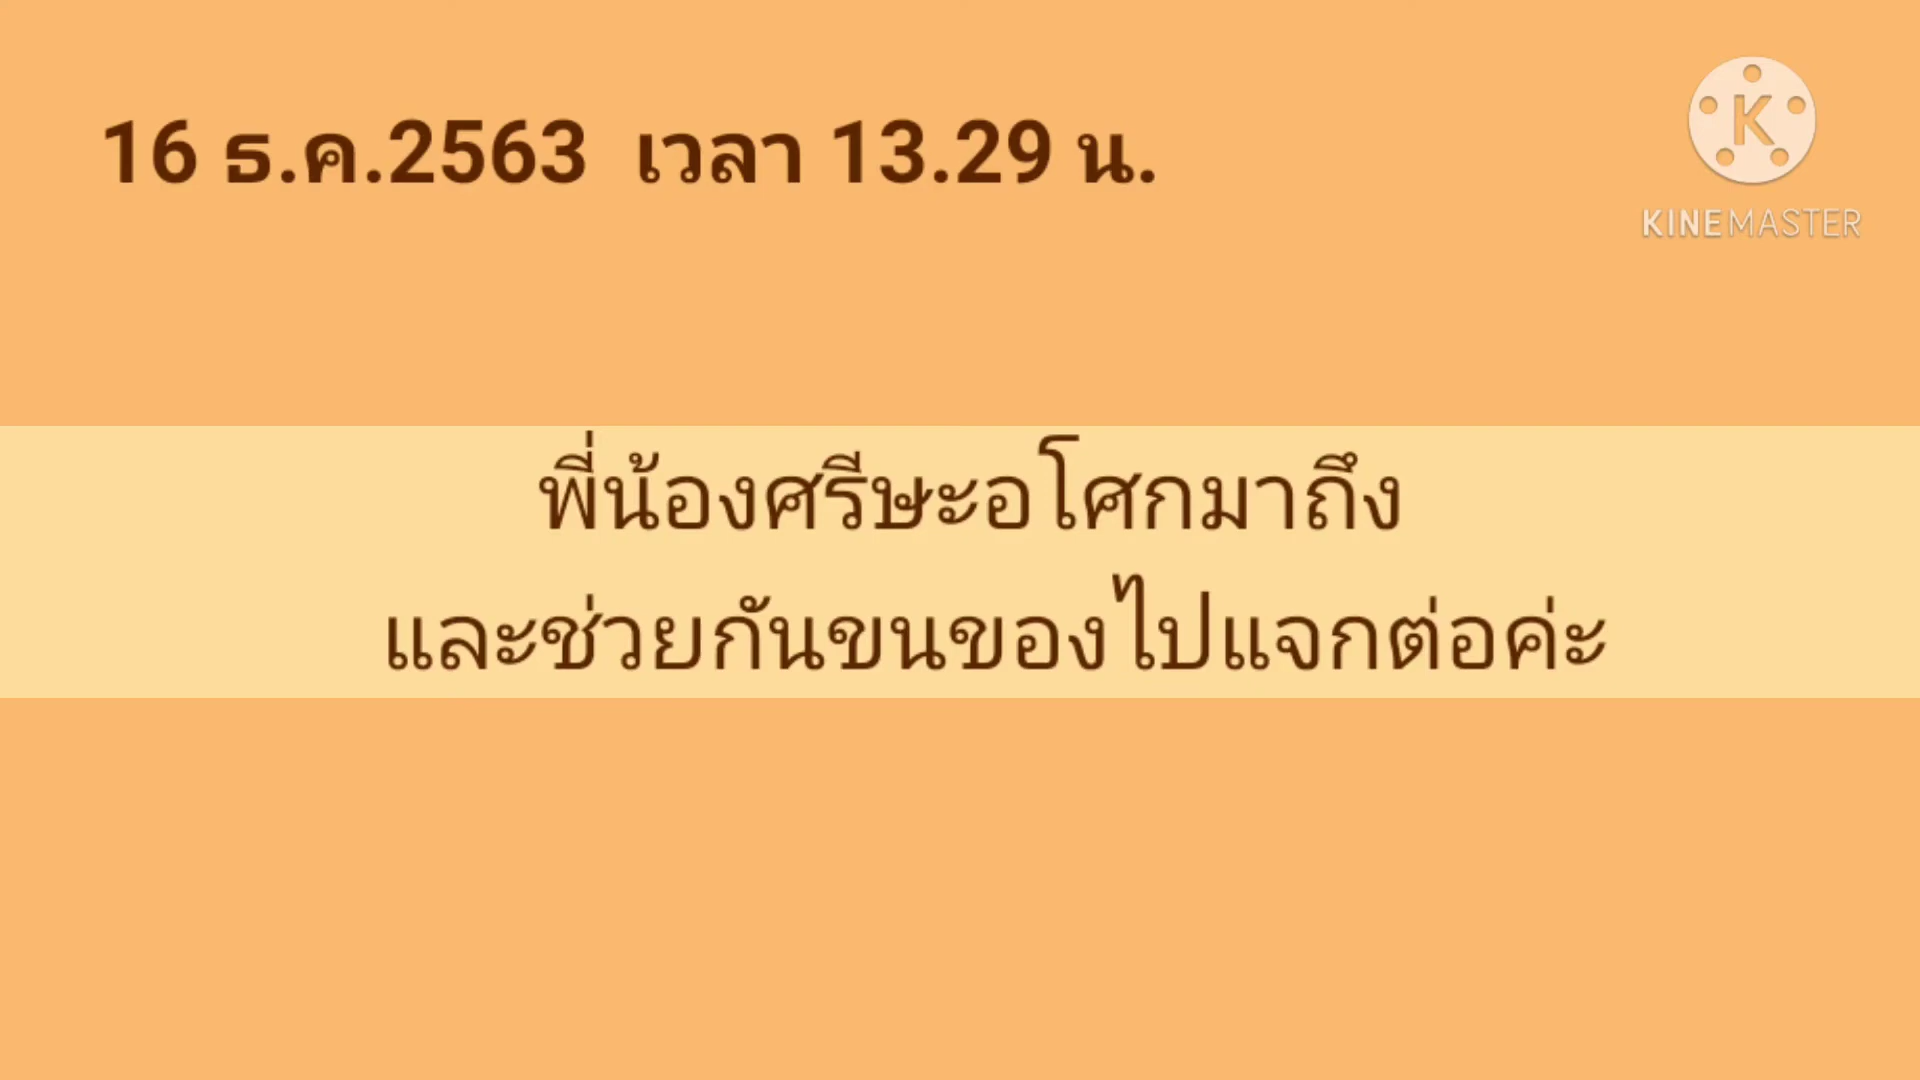 16 ธ.ค.2563  เวลา 13.29 น.
KINEMASTER
พี่น้องศรีษะอโศกมาถึง
และช่วยกันขนของไปแจกต่อค่ะ